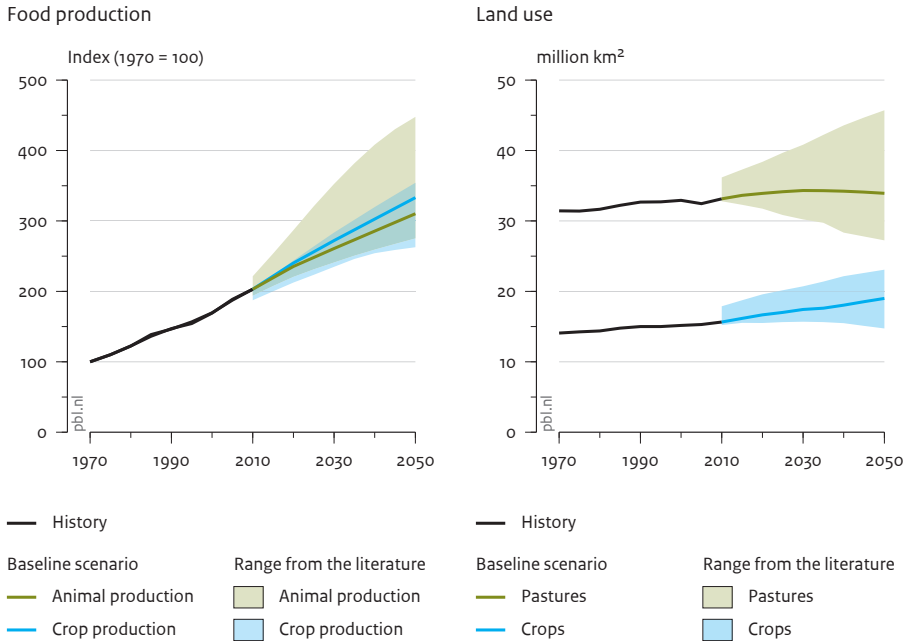 Food production
Index (1970 = 100)
500
400
300
200
100
0
pbl.nl
1970
1990
2010
2030
2050
History
Baseline scenario
Range from the literature
Animal production
Animal production
Crop production
Crop production
Land use
million km²
50
40
30
20
10
0
pbl.nl
1970
1990
2010
2030
2050
History
Baseline scenario
Range from the literature
Pastures
Pastures
Crops
Crops